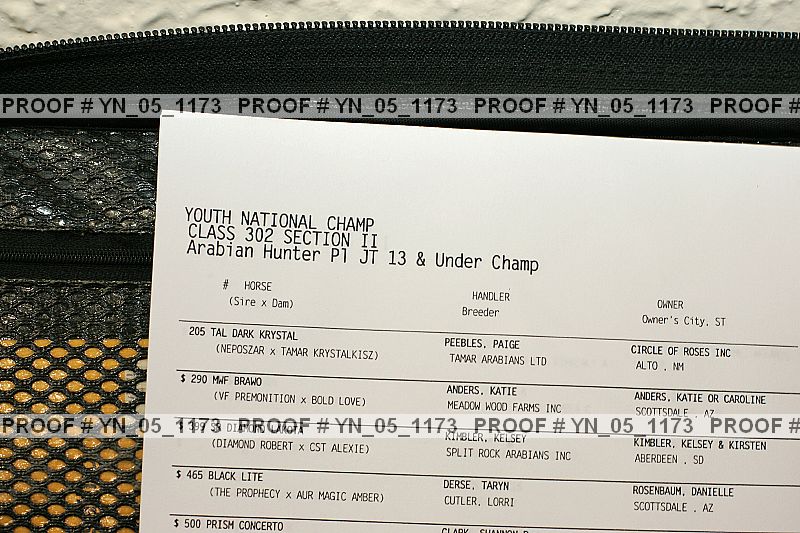 PROOF # YN_05_1173 PROOF # YN_05_1173 PROOF # YN_05_1173
YOUTH NATIONAL CHAMP
CLASS 302 SECTION II
Arabian Hunter Pl JT 13 & Under Champ
# HORSE HANDLER OWNER
(Sire x Dam) Breeder Owner's City, ST
205 TAL DARK KRYSTAL PEEBLES, PAIGE CIRCLE OF ROSES INC
(NEPOSZAR x TAMAR KRYSTALKISZ) TAMAR ARABIANS LTD ALTO , NM
$ 290 MWF BRAWO ANDERS, KATIE ANDERS, KATIE OR CAROLINE
(VF PREMONITION x BOLD LOVE) MEADOW WOOD FARMS INC SCOTTSDALE , AZ
PROOF # YN_05_1173 PROOF # YN_05_1173 PROOF # YN_05_1173
KIMBLER, KELSEY KIMBLER, KELSEY & KIRSTEN
(DIAMOND ROBERT x CST ALEXIE) SPLIT ROCK ARABIANS INC ABERDEEN , SD
$ 465 BLACK LITE DERSE, TARYN ROSENBAUM, DANIELLE
(THE PROPHECY x AUR MAGIC AMBER) CUTLER, LORRI SCOTTSDALE , AZ
$ 500 PRISM CONCERTO